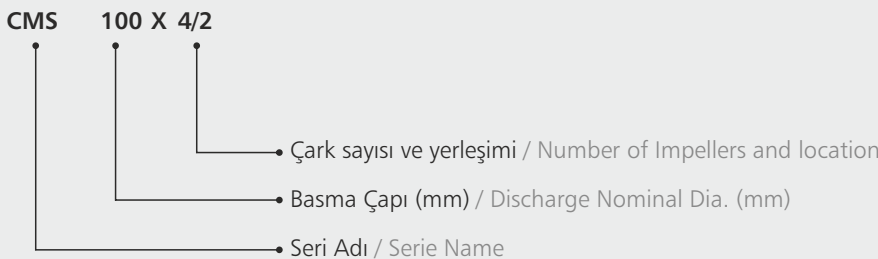 CMS 100 X 4/2
Çark sayısı ve yerleşimi / Number of Impellers and location
Basma Çapı (mm) / Discharge Nominal Dia. (mm)
Seri Adı / Serie Name